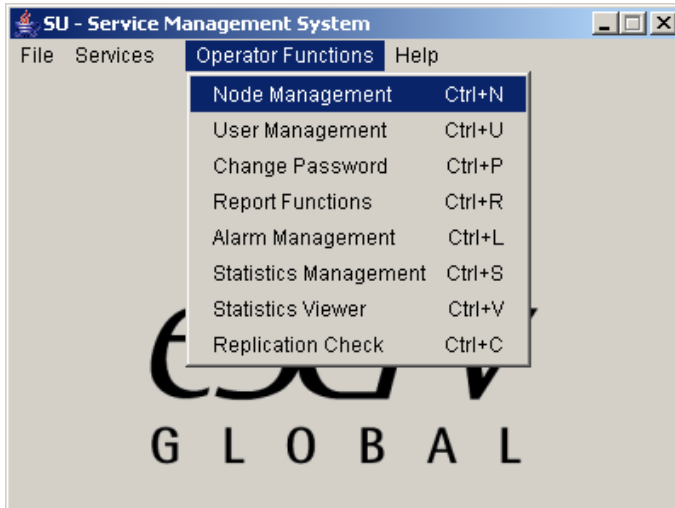 SU - Service Management System
File Services Operator Functions Help
Node Management Ctrl+N
User Management Ctrl+U
Change Password Ctrl+P
Report Functions Ctrl+R
Alarm Management Ctrl+L
Statistics Management Ctrl+S
Statistics Viewer Ctrl+V
Replication Check Ctrl+C
GLOBAL